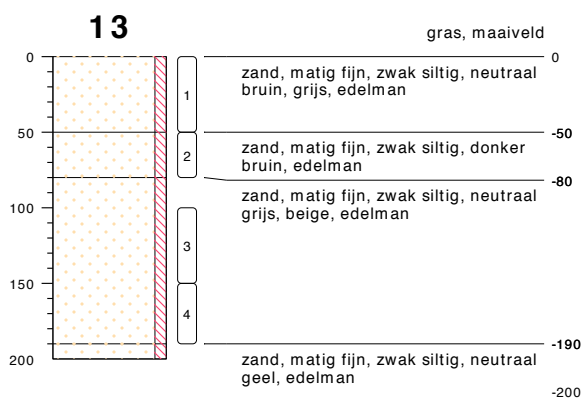 13
gras, maaiveld
0
0
zand, matig fijn, zwak siltig, neutraal
bruin, grijs, edelman
1
50
-50
zand, matig fijn, zwak siltig, donker
bruin, edelman
2
-80
zand, matig fijn, zwak siltig, neutraal
grijs, beige, edelman
100
3
150
4
-190
200
zand, matig fijn, zwak siltig, neutraal
geel, edelman
-200